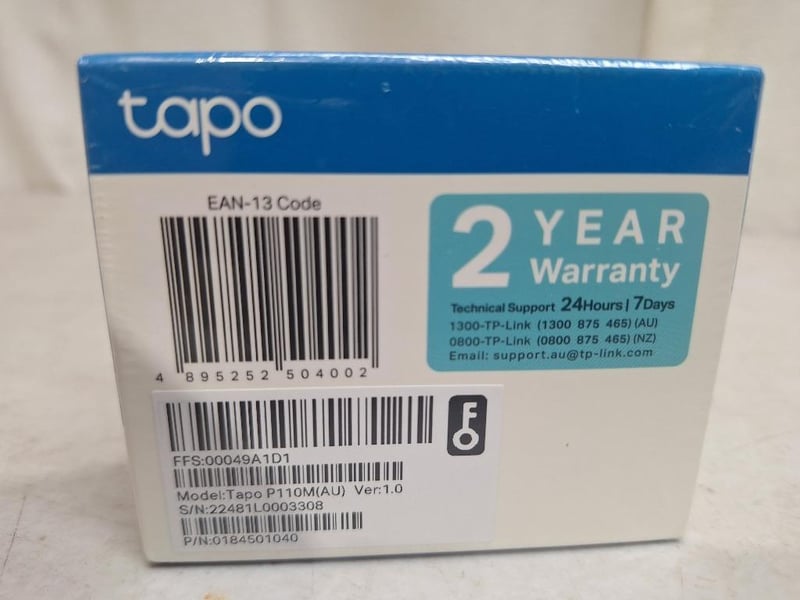 tapo
EAN-13 Code
4 895252 504002
2 YEAR
Warranty
Technical Support 24Hours | 7Days
1300-TP-Link (1300 875 465) (AU)
0800-TP-Link (0800 875 465) (NZ)
Email: support.au@tp-link.com
FFS:00049A1D1
Model:Tapo P110M(AU) Ver:1.0
S/N:22481L0003308
P/N:0184501040